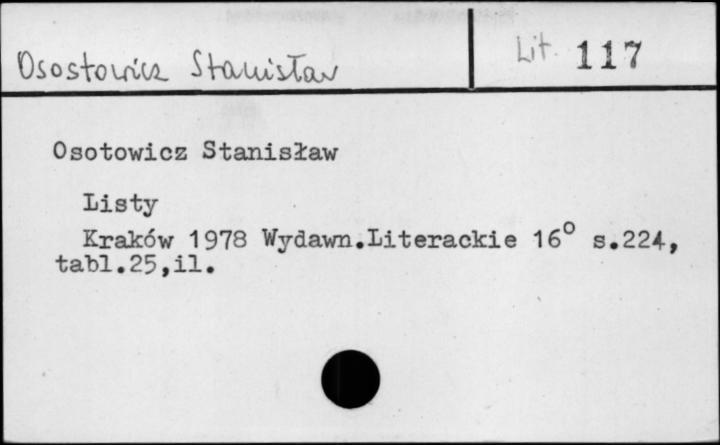 Osostowicz Stanisław
Lit. 117
Osotowicz Stanisław
Listy
Kraków 1978 Wydawn.Literackie 16° s.224,
tabl.25,il.